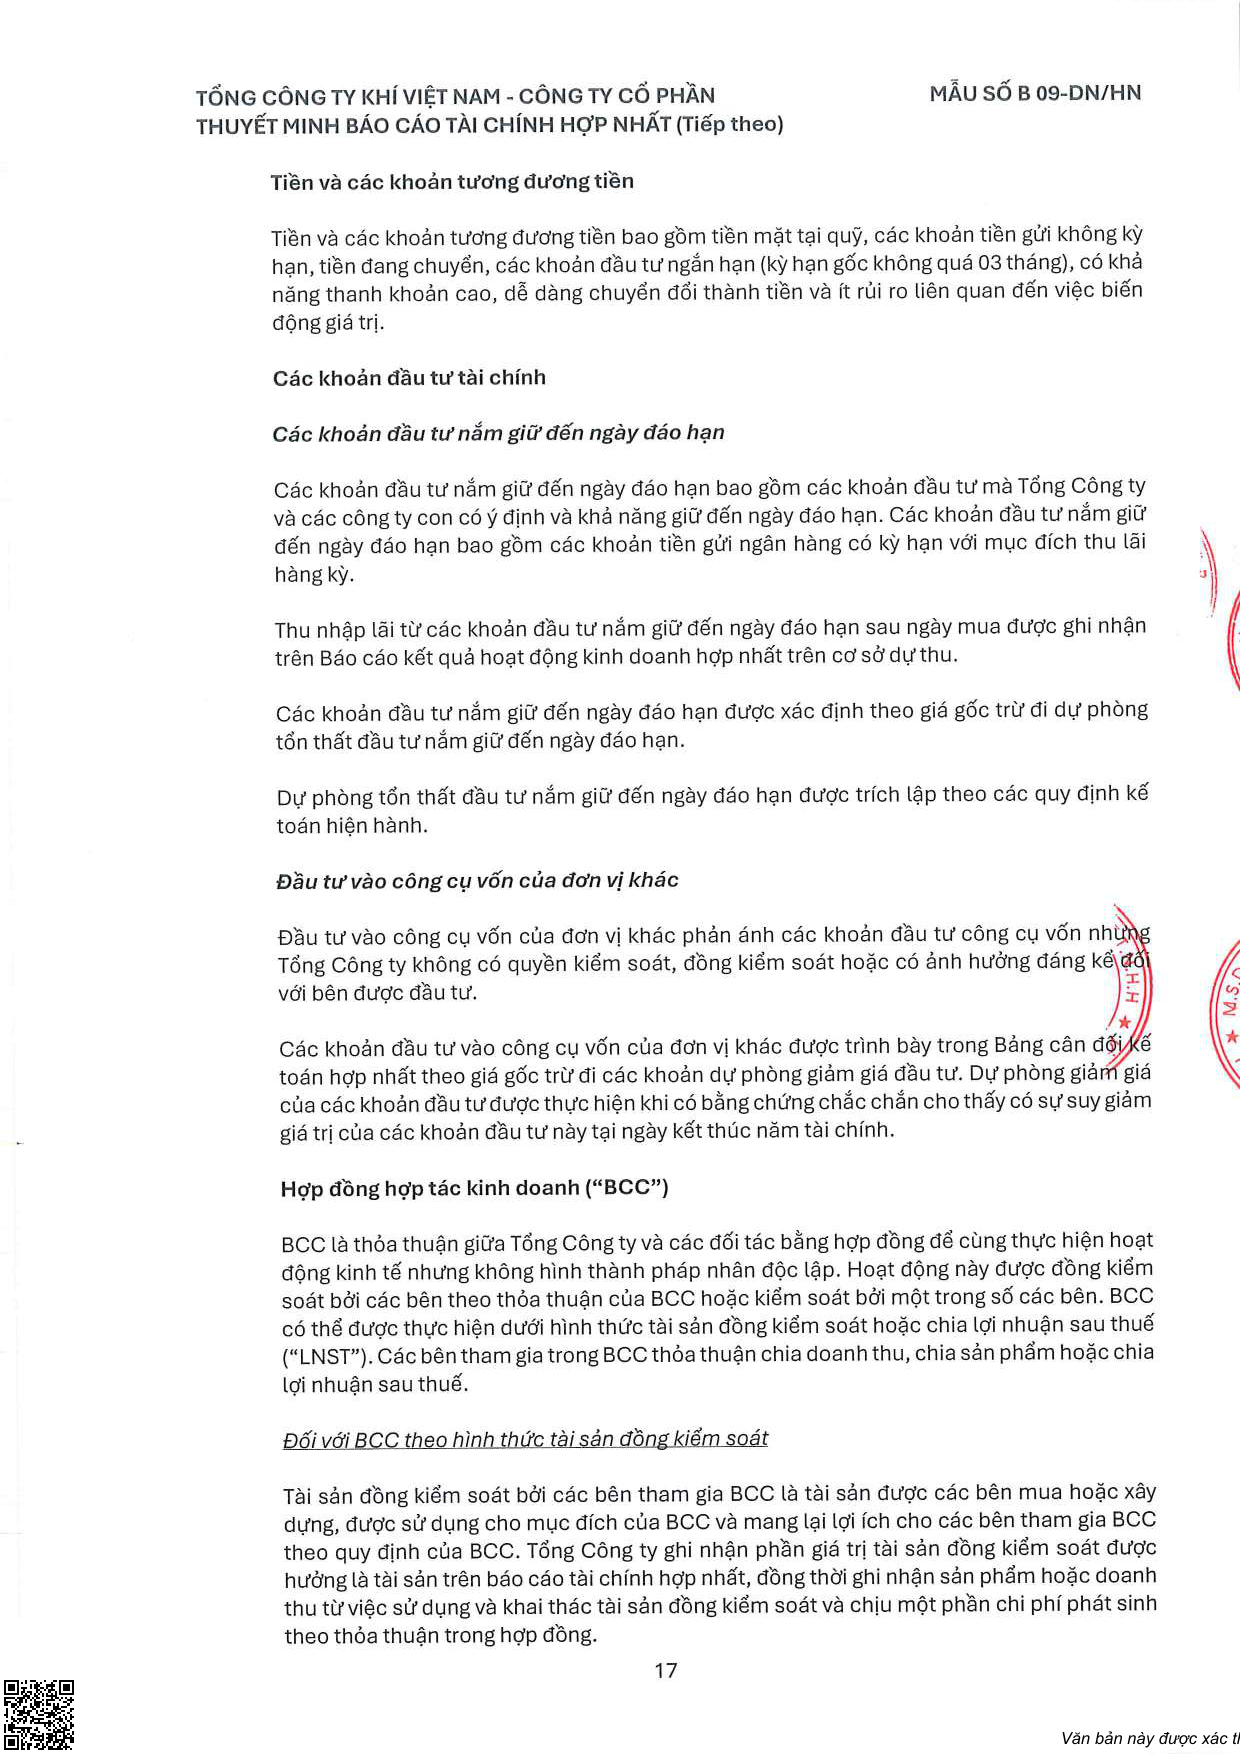 TỔNG CÔNG TY KHÍ VIỆT NAM - CÔNG TY CỔ PHẦN
MẪU SỐ B 09-DN/HN
THUYẾT MINH BÁO CÁO TÀI CHÍNH HỢP NHẤT (Tiếp theo)
Tiền và các khoản tương đương tiền
Tiền và các khoản tương đương tiền bao gồm tiền mặt tại quỹ, các khoản tiền gửi không kỳ
hạn, tiền đang chuyển, các khoản đầu tư ngắn hạn (kỳ hạn gốc không quá 03 tháng), có khả
năng thanh khoản cao, dễ dàng chuyển đổi thành tiền và ít rủi ro liên quan đến việc biến
động giá trị.
Các khoản đầu tư tài chính
Các khoản đầu tư nắm giữ đến ngày đáo hạn
Các khoản đầu tư nắm giữ đến ngày đáo hạn bao gồm các khoản đầu tư mà Tổng Công ty
và các công ty con có ý định và khả năng giữ đến ngày đáo hạn. Các khoản đầu tư nắm giữ
đến ngày đáo hạn bao gồm các khoản tiền gửi ngân hàng có kỳ hạn với mục đích thu lãi
hàng kỳ.
Thu nhập lãi từ các khoản đầu tư nắm giữ đến ngày đáo hạn sau ngày mua được ghi nhận
trên Báo cáo kết quả hoạt động kinh doanh hợp nhất trên cơ sở dự thu.
Các khoản đầu tư nắm giữ đến ngày đáo hạn được xác định theo giá gốc trừ đi dự phòng
tổn thất đầu tư nắm giữ đến ngày đáo hạn.
Dự phòng tổn thất đầu tư nắm giữ đến ngày đáo hạn được trích lập theo các quy định kế
toán hiện hành.
Đầu tư vào công cụ vốn của đơn vị khác
Đầu tư vào công cụ vốn của đơn vị khác phản ánh các khoản đầu tư công cụ vốn nhưng
Tổng Công ty không có quyền kiểm soát, đồng kiểm soát hoặc có ảnh hưởng đáng kể đối
với bên được đầu tư.
Các khoản đầu tư vào công cụ vốn của đơn vị khác được trình bày trong Bảng cân đối kế
toán hợp nhất theo giá gốc trừ đi các khoản dự phòng giảm giá đầu tư. Dự phòng giảm giá
của các khoản đầu tư được thực hiện khi có bằng chứng chắc chắn cho thấy có sự suy giảm
giá trị của các khoản đầu tư này tại ngày kết thúc năm tài chính.
Hợp đồng hợp tác kinh doanh (“BCC”)
BCC là thỏa thuận giữa Tổng Công ty và các đối tác bằng hợp đồng để cùng thực hiện hoạt
động kinh tế nhưng không hình thành pháp nhân độc lập. Hoạt động này được đồng kiểm
soát bởi các bên theo thỏa thuận của BCC hoặc kiểm soát bởi một trong số các bên. BCC
có thể được thực hiện dưới hình thức tài sản đồng kiểm soát hoặc chia lợi nhuận sau thuế
(“LNST”). Các bên tham gia trong BCC thỏa thuận chia doanh thu, chia sản phẩm hoặc chia
lợi nhuận sau thuế.
Đối với BCC theo hình thức tài sản đồng kiểm soát
Tài sản đồng kiểm soát bởi các bên tham gia BCC là tài sản được các bên mua hoặc xây
dựng, được sử dụng cho mục đích của BCC và mang lại lợi ích cho các bên tham gia BCC
theo quy định của BCC. Tổng Công ty ghi nhận phần giá trị tài sản đồng kiểm soát được
hưởng là tài sản trên báo cáo tài chính hợp nhất, đồng thời ghi nhận sản phẩm hoặc doanh
thu từ việc sử dụng và khai thác tài sản đồng kiểm soát và chịu một phần chi phí phát sinh
theo thỏa thuận trong hợp đồng.
17
Văn bản này được xác